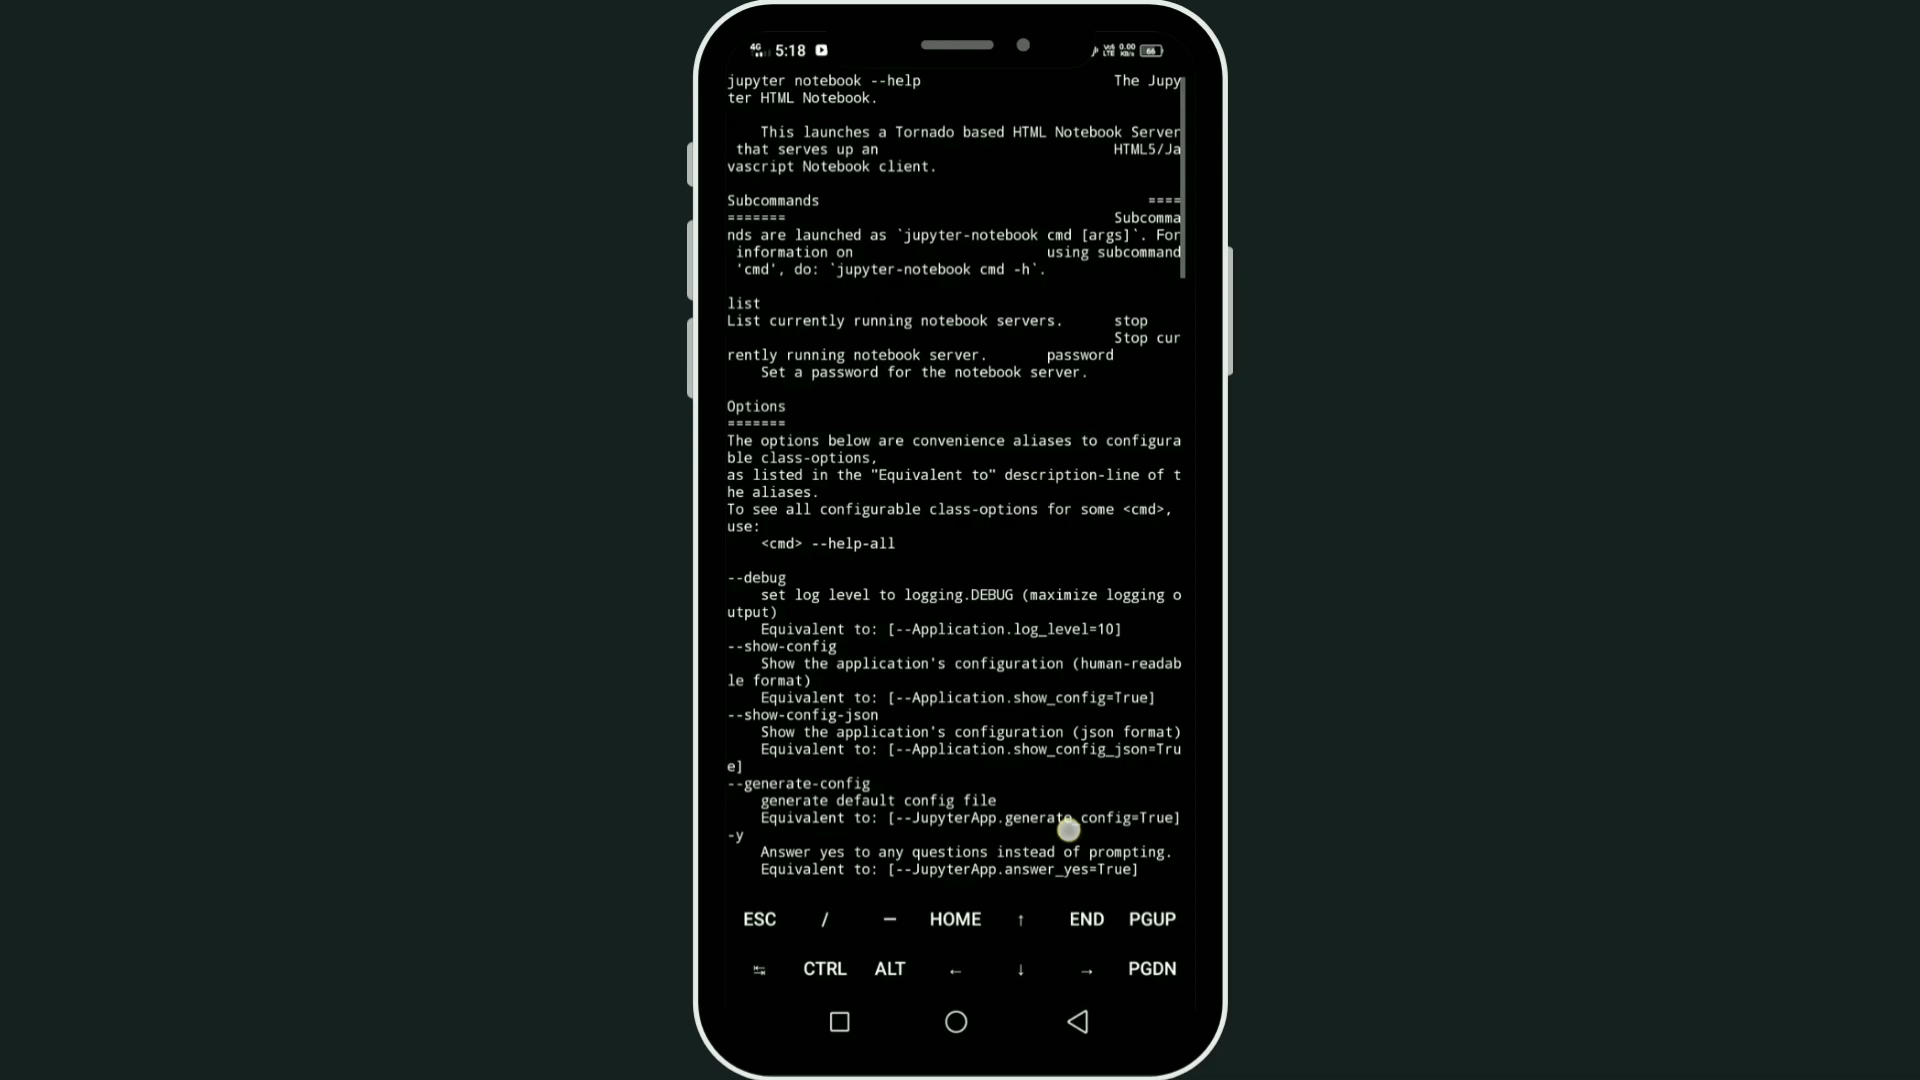 4G 5:18 VoI LTE 0.00 KB/s 66
jupyter notebook --help The Jupy
ter HTML Notebook.
This launches a Tornado based HTML Notebook Server
that serves up an HTML5/Ja
vascript Notebook client.
Subcommands ====
======= Subcomma
nds are launched as `jupyter-notebook cmd [args]`. For
information on using subcommand
'cmd', do: `jupyter-notebook cmd -h`.
list
List currently running notebook servers. stop
Stop cur
rently running notebook server. password
Set a password for the notebook server.
Options
=======
The options below are convenience aliases to configura
ble class-options,
as listed in the "Equivalent to" description-line of t
he aliases.
To see all configurable class-options for some <cmd>,
use:
<cmd> --help-all
--debug
set log level to logging.DEBUG (maximize logging o
utput)
Equivalent to: [--Application.log_level=10]
--show-config
Show the application's configuration (human-readab
le format)
Equivalent to: [--Application.show_config=True]
--show-config-json
Show the application's configuration (json format)
Equivalent to: [--Application.show_config_json=Tru
e]
--generate-config
generate default config file
Equivalent to: [--JupyterApp.generate_config=True]
-y
Answer yes to any questions instead of prompting.
Equivalent to: [--JupyterApp.answer_yes=True]
ESC / — HOME ↑ END PGUP
↹ CTRL ALT ← ↓ → PGDN